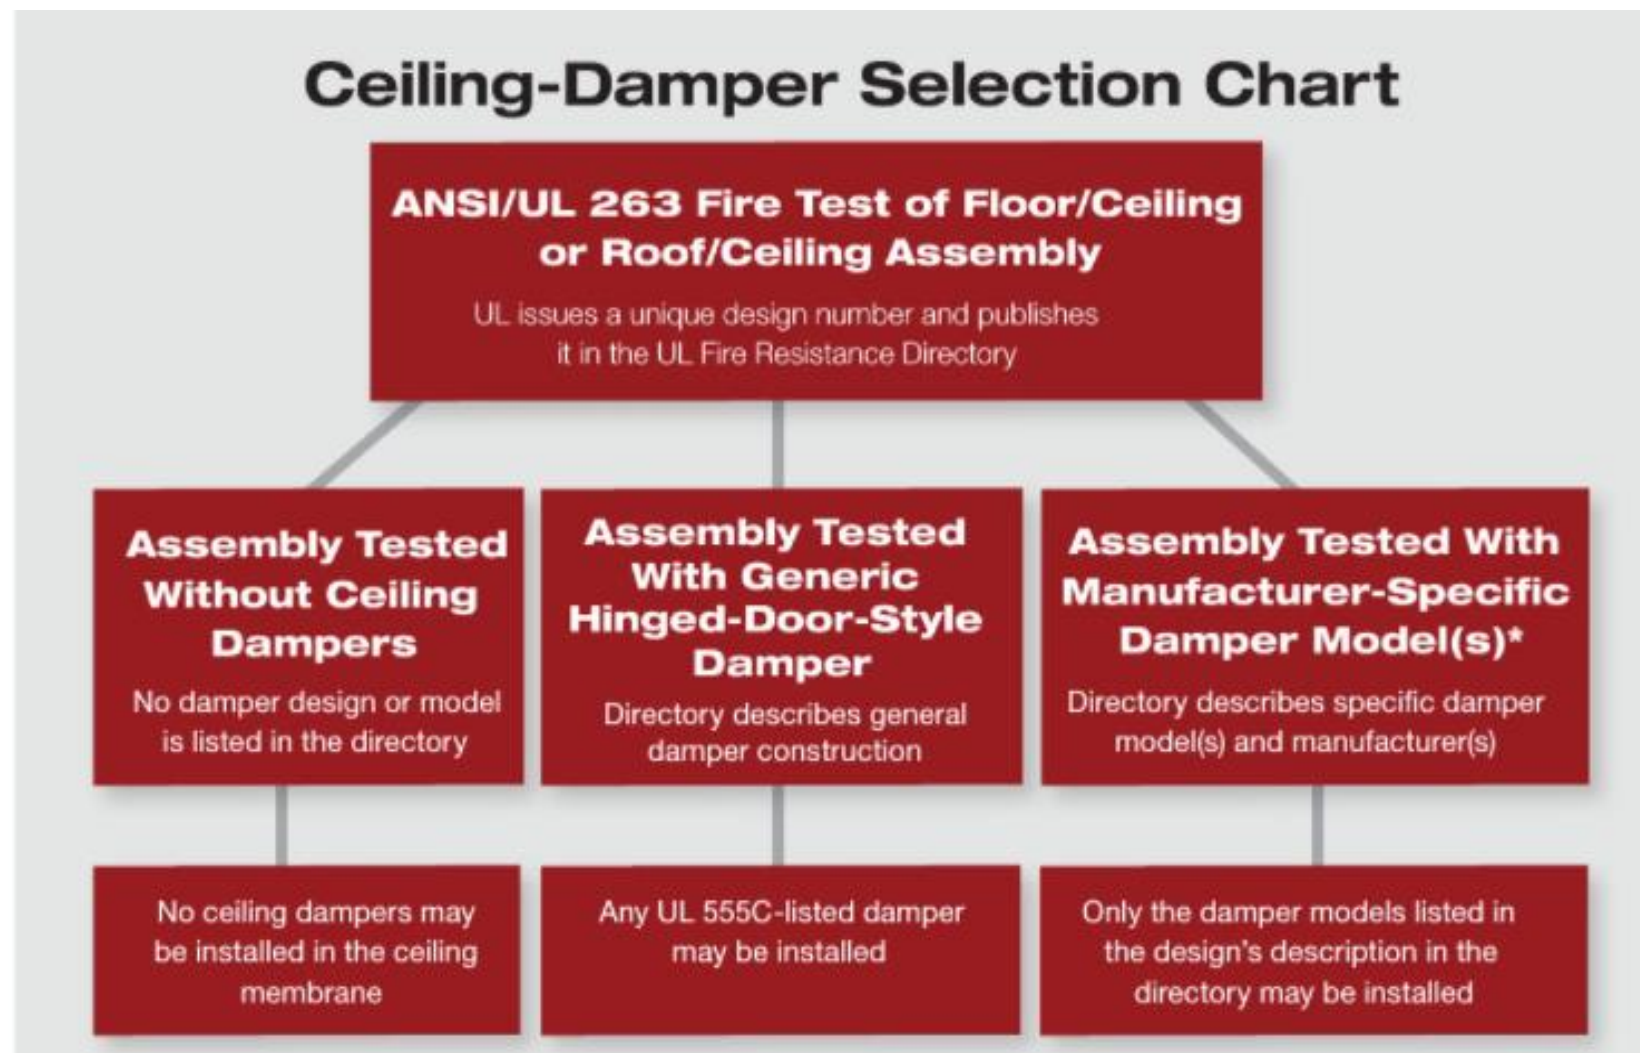 Ceiling-Damper Selection Chart
ANSI/UL 263 Fire Test of Floor/Ceiling
or Roof/Ceiling Assembly
UL issues a unique design number and publishes
it in the UL Fire Resistance Directory
Assembly Tested
Without Ceiling
Dampers
No damper design or model
is listed in the directory
Assembly Tested
With Generic
Hinged-Door-Style
Damper
Directory describes general
damper construction
Assembly Tested With
Manufacturer-Specific
Damper Model(s)*
Directory describes specific damper
model(s) and manufacturer(s)
No ceiling dampers may
be installed in the ceiling
membrane
Any UL 555C-listed damper
may be installed
Only the damper models listed in
the design's description in the
directory may be installed